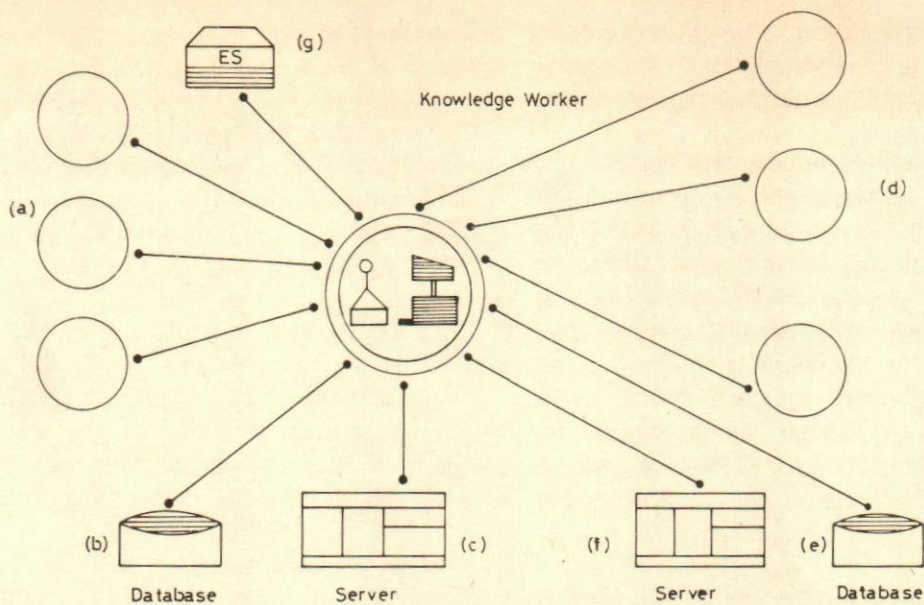 (g)
ES
Knowledge Worker
(a)
(d)
(b)
(c)
(f)
(e)
Database
Server
Server
Database